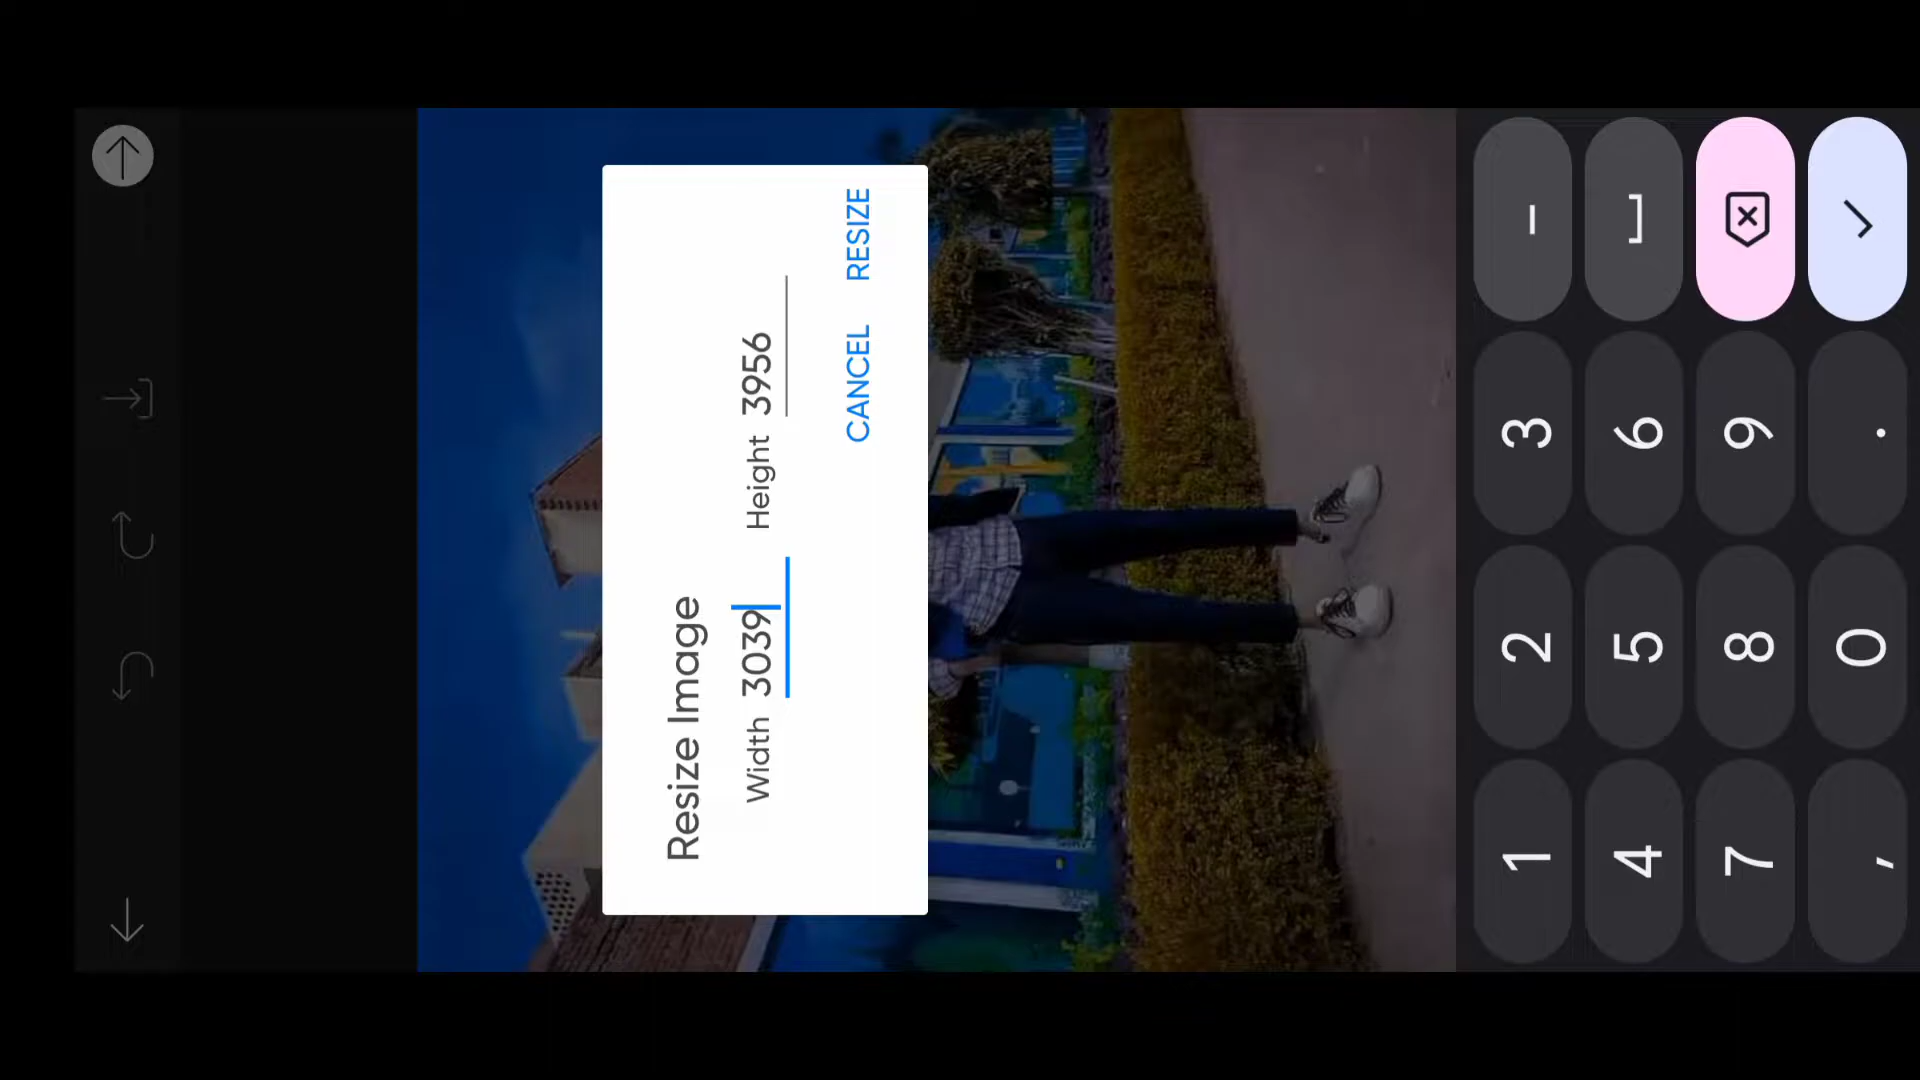 Resize Image
Width 3039 Height 3956
CANCEL RESIZE
1 2 3 –
4 5 6
7 8 9
, 0 .